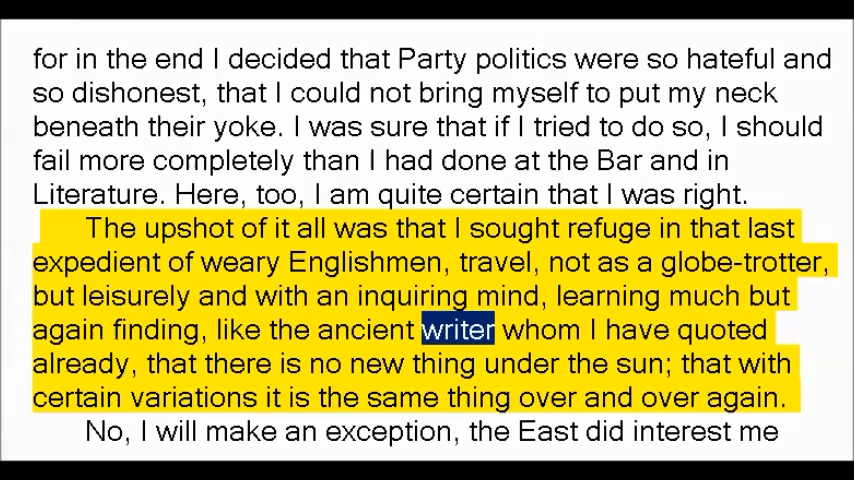 for in the end I decided that Party politics were so hateful and
so dishonest, that I could not bring myself to put my neck
beneath their yoke. I was sure that if I tried to do so, I should
fail more completely than I had done at the Bar and in
Literature. Here, too, I am quite certain that I was right.
The upshot of it all was that I sought refuge in that last
expedient of weary Englishmen, travel, not as a globe-trotter,
but leisurely and with an inquiring mind, learning much but
again finding, like the ancient writer whom I have quoted
already, that there is no new thing under the sun; that with
certain variations it is the same thing over and over again.
No, I will make an exception, the East did interest me